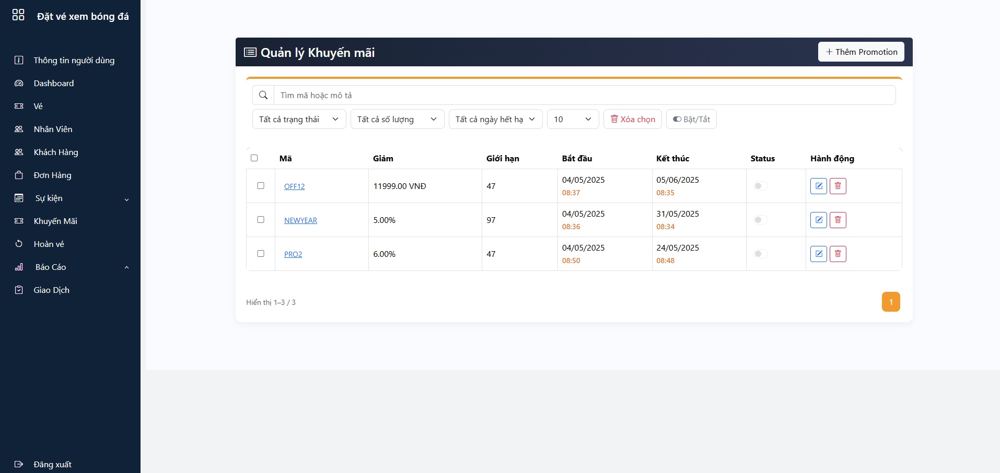 Đặt vé xem bóng đá
Thông tin người dùng
Dashboard
Vé
Nhân Viên
Khách Hàng
Đơn Hàng
Sự kiện
Khuyến Mãi
Hoàn vé
Báo Cáo
Giao Dịch
Đăng xuất
Quản lý Khuyến mãi
+ Thêm Promotion
Tìm mã hoặc mô tả
Tất cả trạng thái
Tất cả số lượng
Tất cả ngày hết hạ
10
Xóa chọn
Bật/Tắt
Mã Giảm Giới hạn Bắt đầu Kết thúc Status Hành động
OFF12 11999.00 VNĐ 47 04/05/2025 05/06/2025
08:37 08:35
NEWYEAR 5.00% 97 04/05/2025 31/05/2025
08:36 08:34
PRO2 6.00% 47 04/05/2025 24/05/2025
08:50 08:48
Hiển thị 1–3 / 3
1